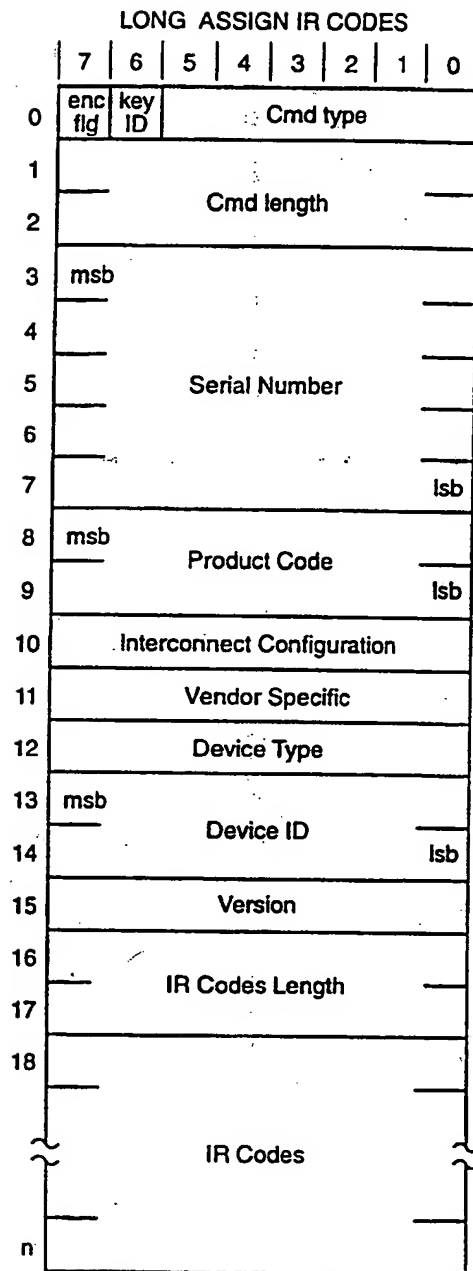 LONG ASSIGN IR CODES
7 6 5 4 3 2 1 0
0 enc flg key ID Cmd type
1
Cmd length
2
3 msb
4
5 Serial Number
6
7 lsb
8 msb
Product Code
9 lsb
10 Interconnect Configuration
11 Vendor Specific
12 Device Type
13 msb
Device ID
14 lsb
15 Version
16
IR Codes Length
17
18
IR Codes
n